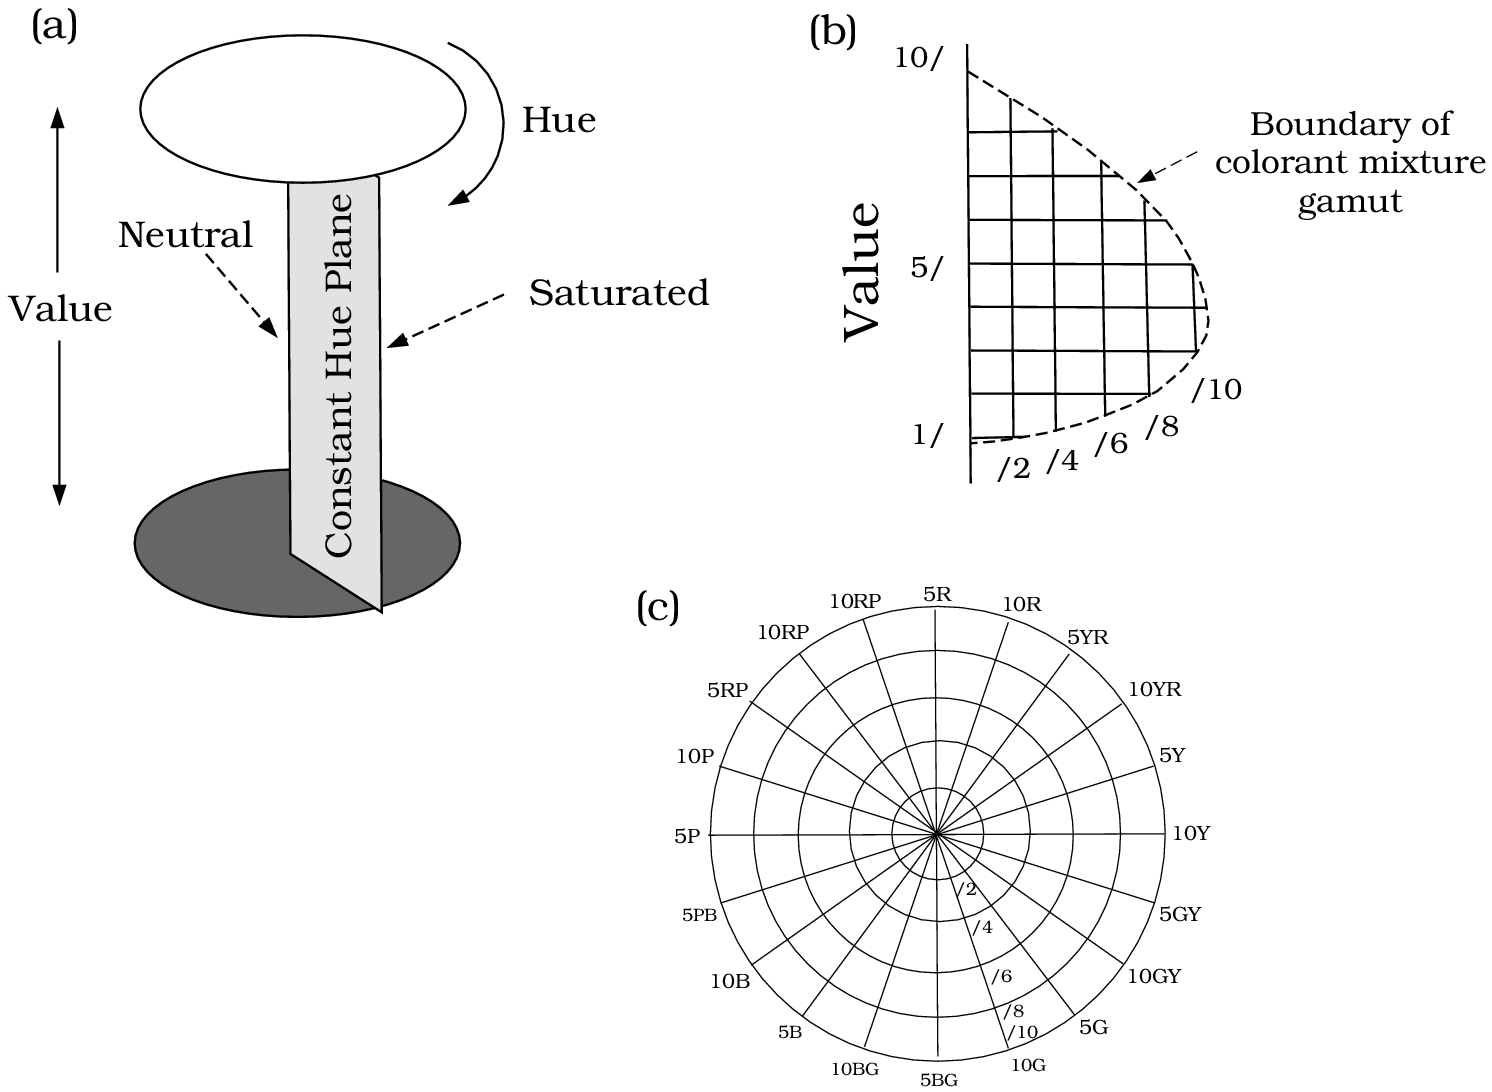 (a)
Hue
Neutral
Constant Hue Plane
Saturated
Value
(b)
10/
Boundary of
colorant mixture
gamut
Value
5/
1/
/2
/4
/6
/8
/10
(c)
5R
10R
5YR
10YR
5Y
10Y
5GY
10GY
5G
10G
5BG
10BG
5B
10B
5PB
5P
10P
5RP
10RP
10RP
/2
/4
/6
/8
/10